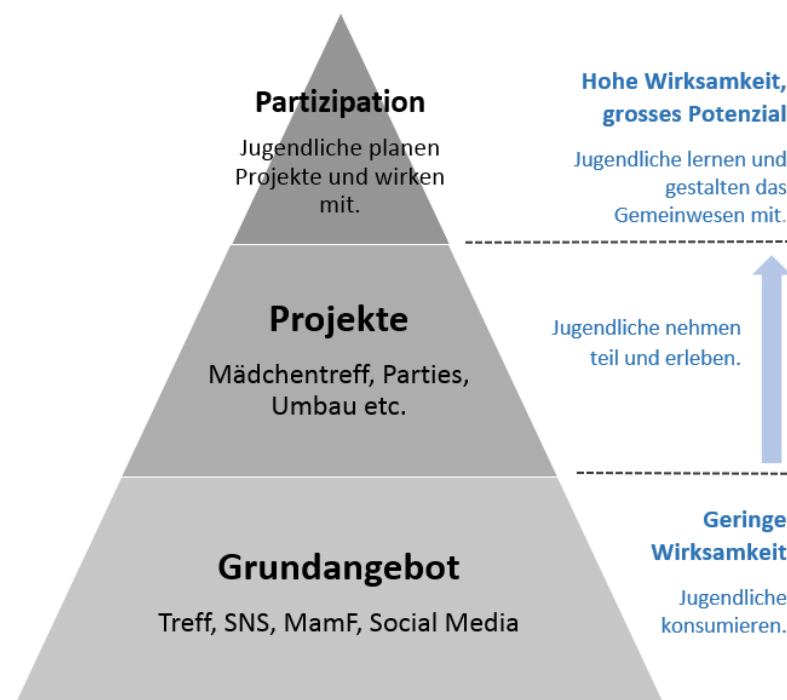 Partizipation
Jugendliche planen
Projekte und wirken
mit.
Hohe Wirksamkeit,
grosses Potenzial
Jugendliche lernen und
gestalten das
Gemeinwesen mit.
Projekte
Mädchentreff, Parties,
Umbau etc.
Jugendliche nehmen
teil und erleben.
Grundangebot
Treff, SNS, MamF, Social Media
Geringe
Wirksamkeit
Jugendliche
konsumieren.